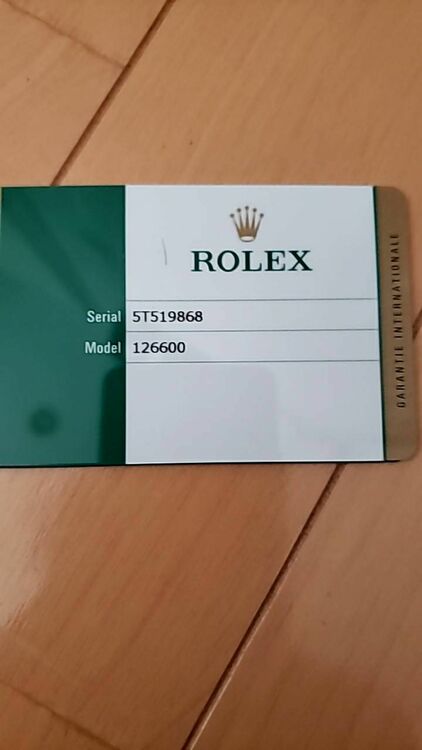 ROLEX
Serial 5T519868
Model 126600
GARANTIE INTERNATIONALE